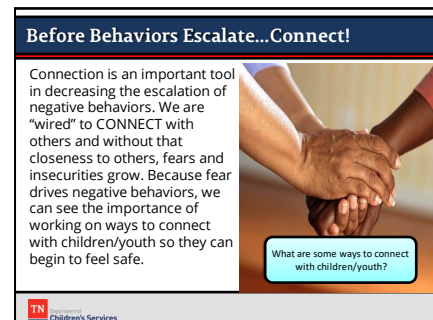 Before Behaviors Escalate...Connect!
Connection is an important tool
in decreasing the escalation of
negative behaviors. We are
“wired” to CONNECT with
others and without that
closeness to others, fears and
insecurities grow. Because fear
drives negative behaviors, we
can see the importance of
working on ways to connect
with children/youth so they can
begin to feel safe.
What are some ways to connect
with children/youth?
TN
Department of
Children's Services